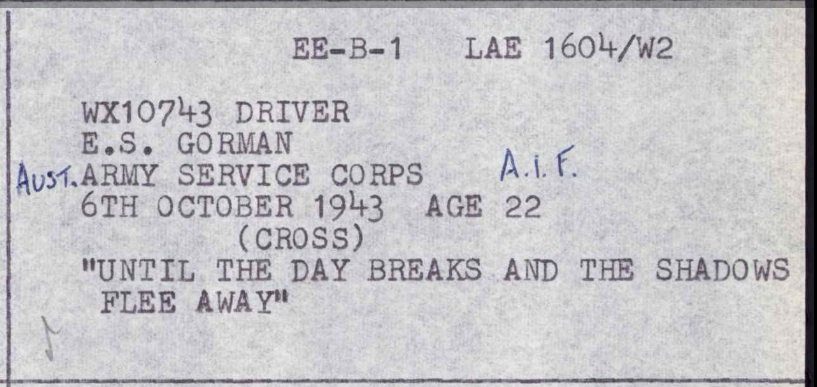 EE-B-1 LAE 1604/W2
WX10743 DRIVER
E.S. GORMAN
AUST. ARMY SERVICE CORPS A.I.F.
6TH OCTOBER 1943 AGE 22
(CROSS)
"UNTIL THE DAY BREAKS AND THE SHADOWS
FLEE AWAY"